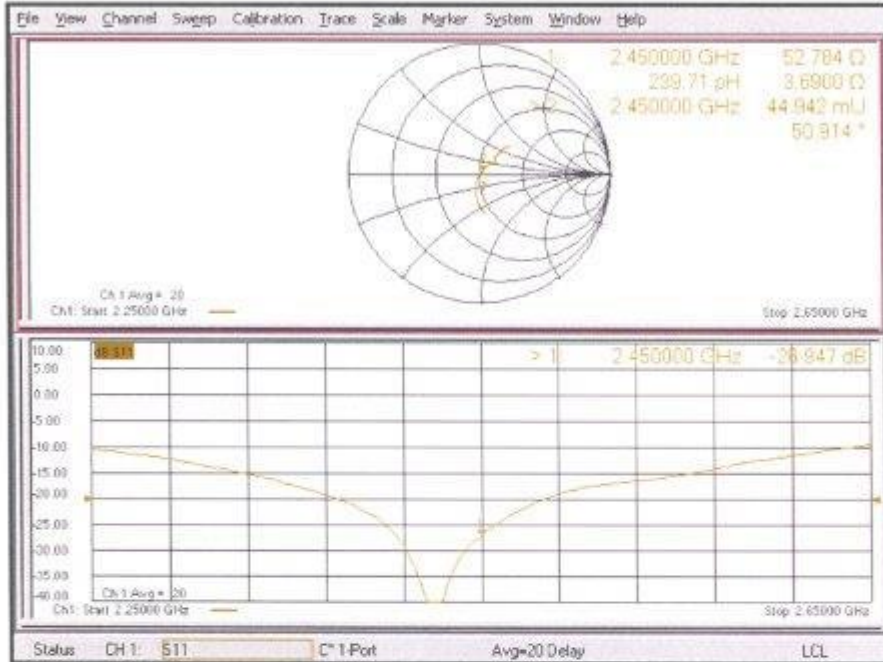 File View Channel Sweep Calibration Trace Scale Marker System Window Help
1 2.450000 GHz 52.784 Ω
239.71 pH 3.6900 Ω
> 2 2.450000 GHz 44.942 mU
50.914 °
Ch 1 Avg = 20
Ch1: Start 2.25000 GHz Stop 2.65000 GHz
10.00 dB S11 > 1 2.450000 GHz -26.947 dB
5.00
0.00
-5.00
-10.00
-15.00
-20.00
-25.00
1
-30.00
-35.00
-40.00 Ch 1 Avg = 20
Ch1: Start 2.25000 GHz Stop 2.65000 GHz
Status CH 1: S11 C* 1-Port Avg=20 Delay LCL